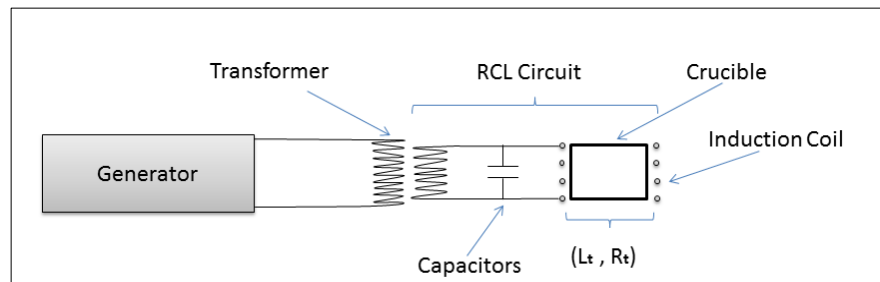 Transformer
RCL Circuit
Crucible
Induction Coil
Generator
Capacitors
(Lt , Rt)